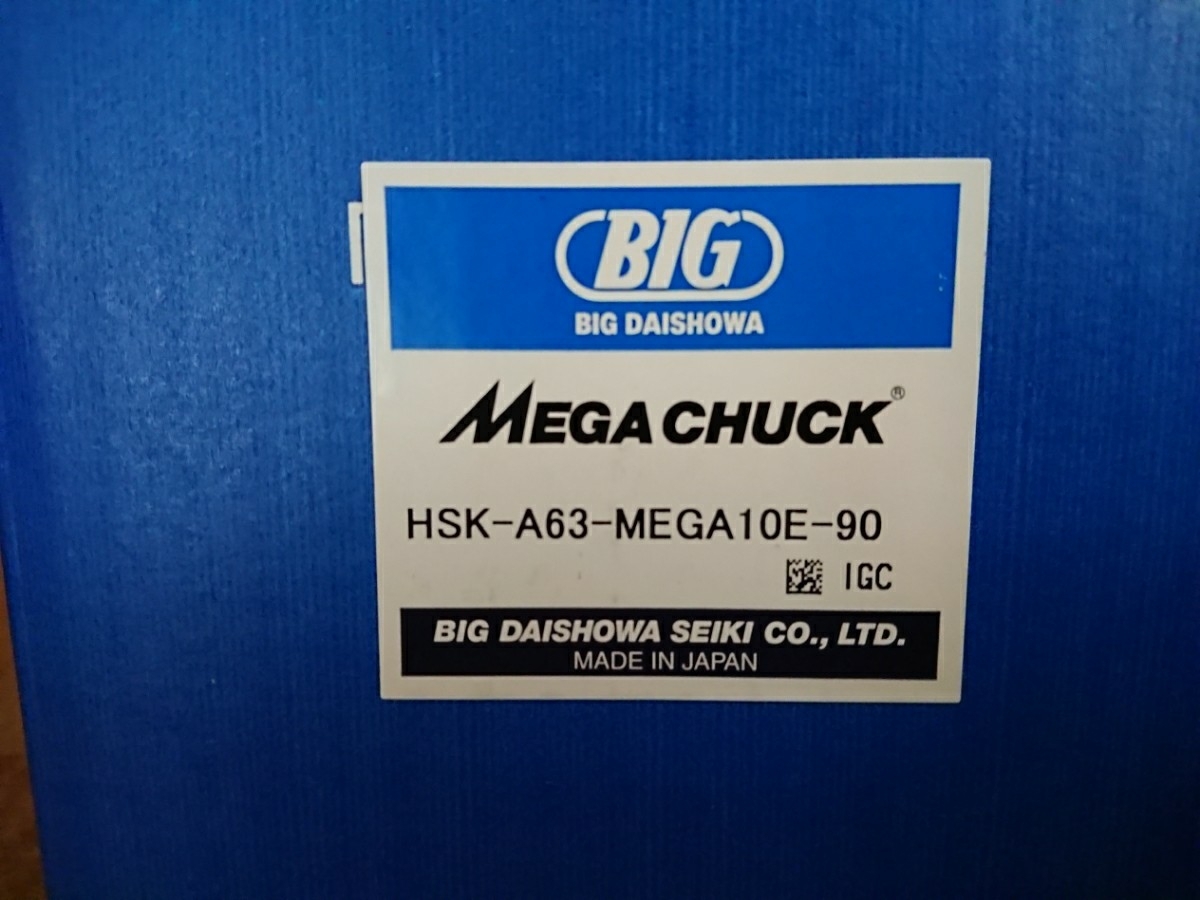 BIG
BIG DAISHOWA
MEGA CHUCK®
HSK-A63-MEGA10E-90
IGC
BIG DAISHOWA SEIKI CO., LTD.
MADE IN JAPAN